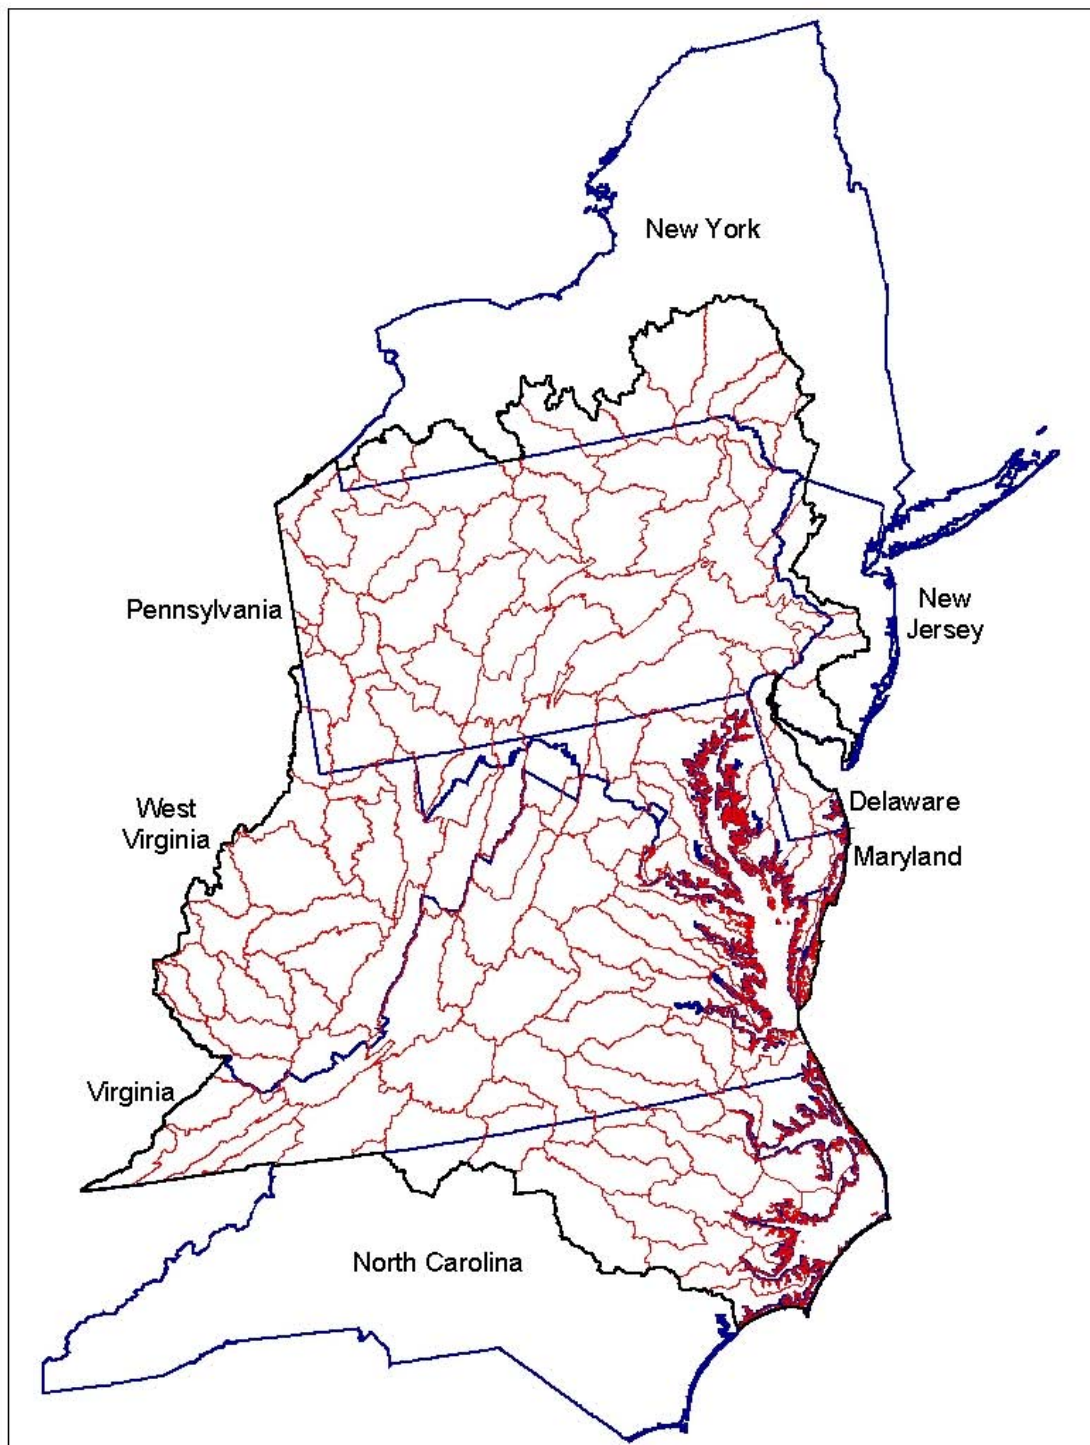 New York
Pennsylvania
New
Jersey
West
Virginia
Delaware
Maryland
Virginia
North Carolina